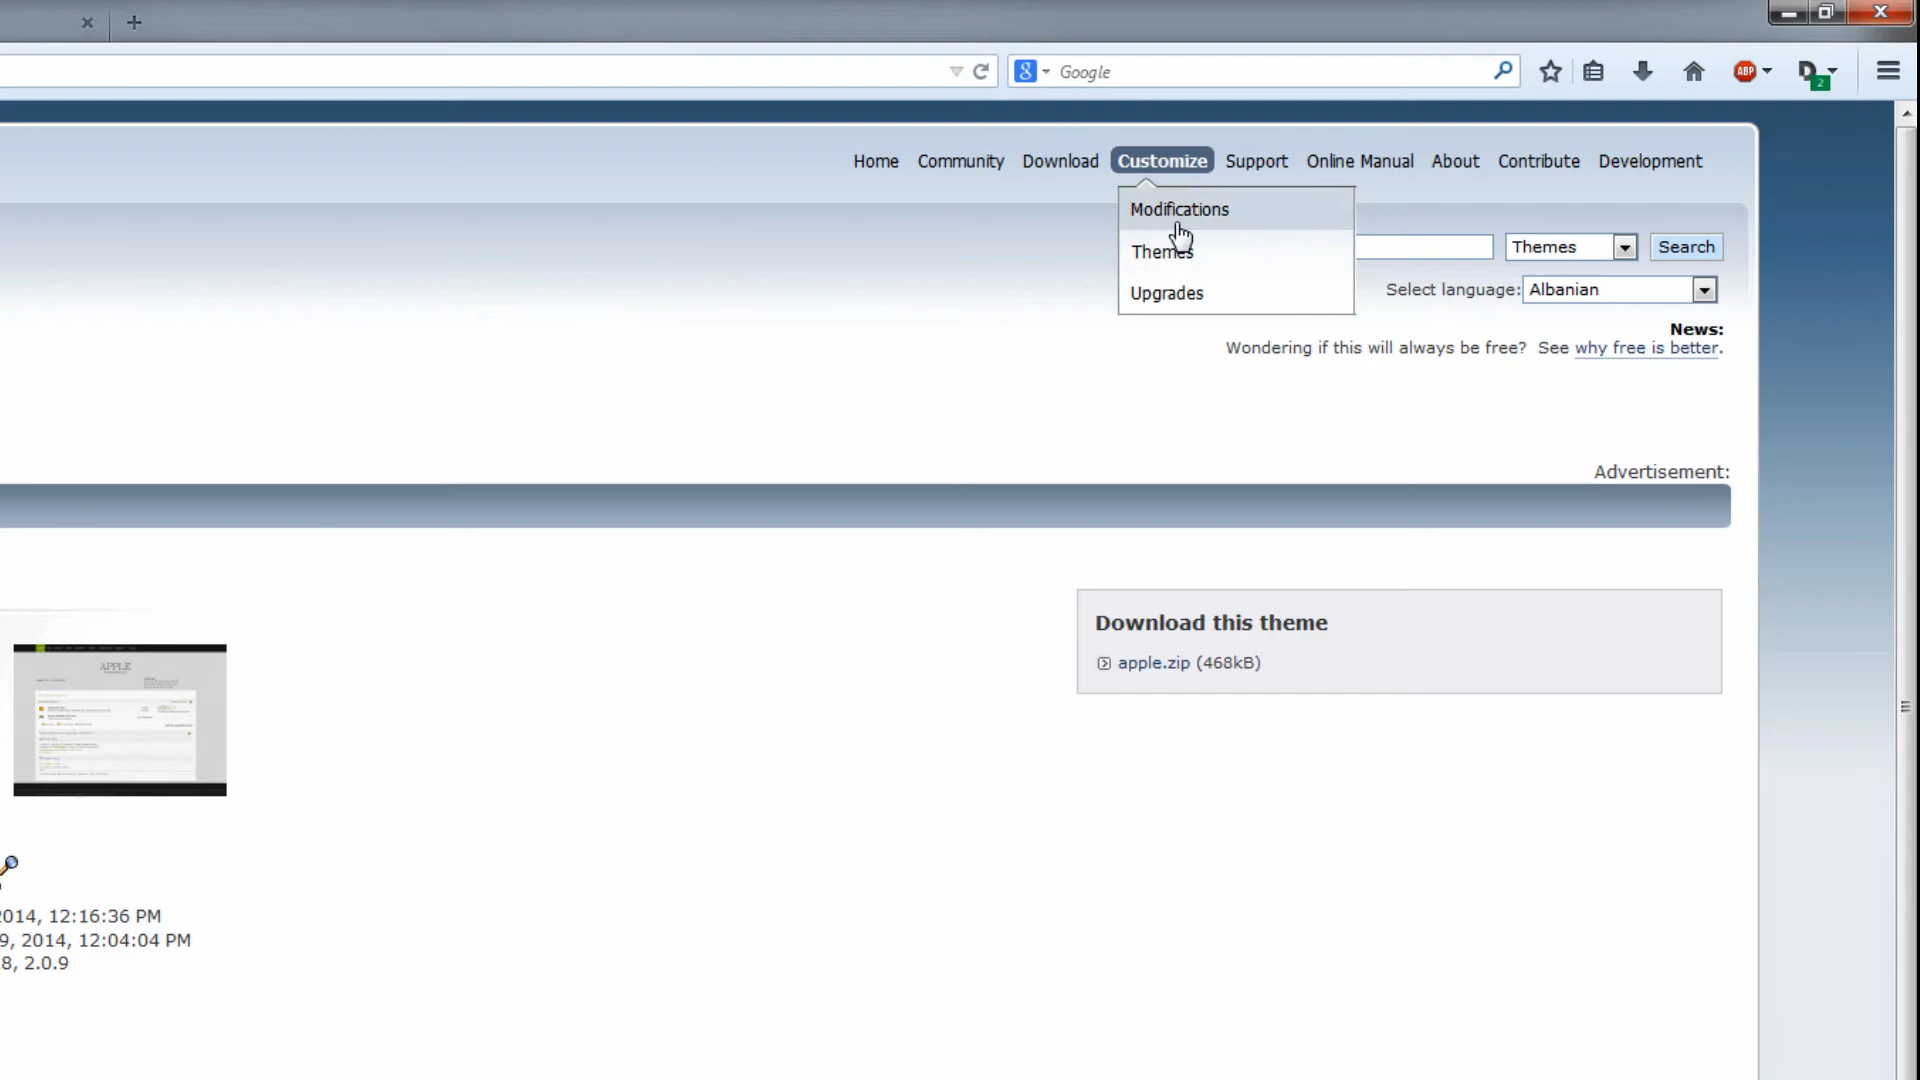 Google
ABP
2
Home Community Download Customize Support Online Manual About Contribute Development
Modifications
Themes
Upgrades
Themes
Search
Select language: Albanian
News:
Wondering if this will always be free? See why free is better.
Advertisement:
Download this theme
apple.zip (468kB)
APPLE
2014, 12:16:36 PM
9, 2014, 12:04:04 PM
8, 2.0.9